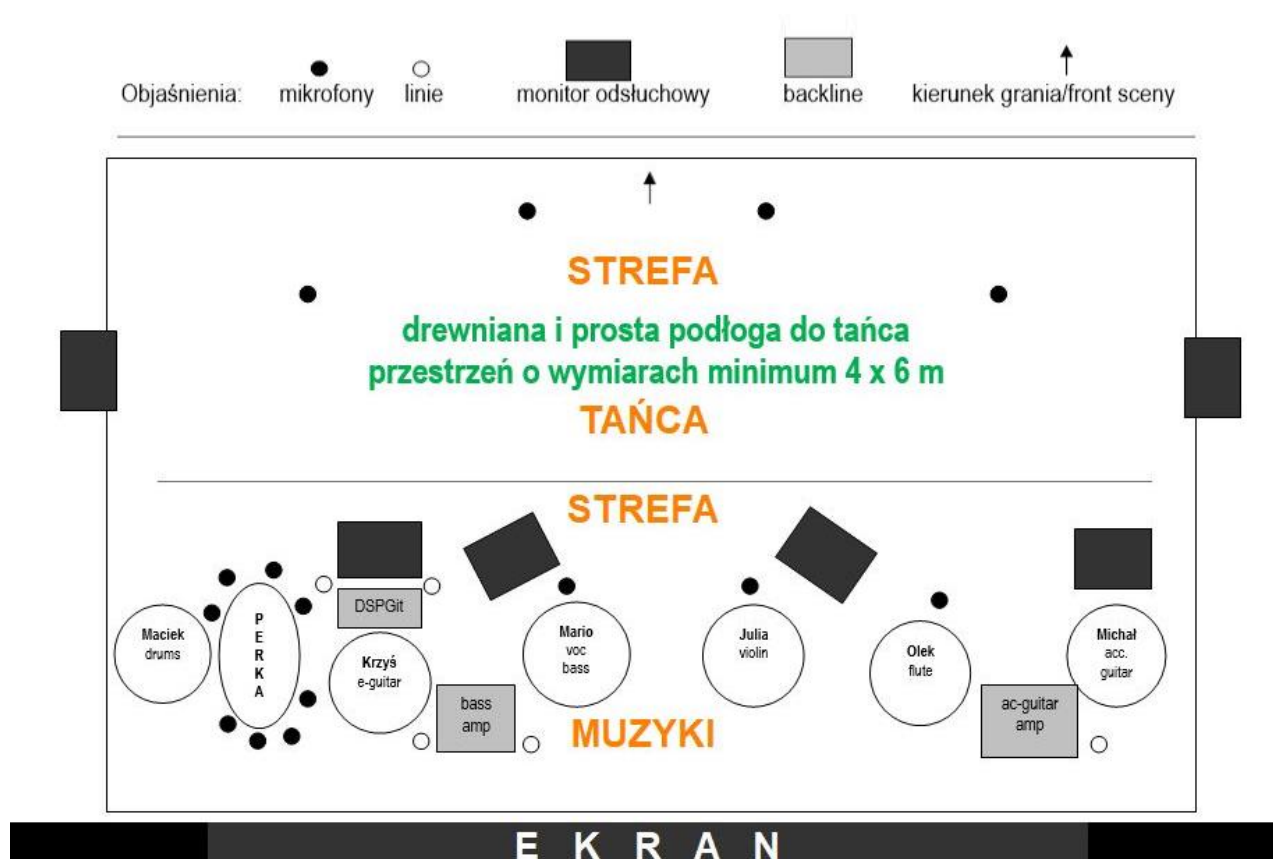 Objaśnienia: mikrofony linie monitor odsłuchowy backline kierunek grania/front sceny
STREFA
drewniana i prosta podłoga do tańca
przestrzeń o wymiarach minimum 4 x 6 m
TAŃCA
STREFA
Maciek
drums
P
E
R
K
A
DSPGit
Krzyś
e-guitar
bass
amp
Mario
voc
bass
Julia
violin
Olek
flute
ac-guitar
amp
Michał
acc.
guitar
MUZYKI
E K R A N